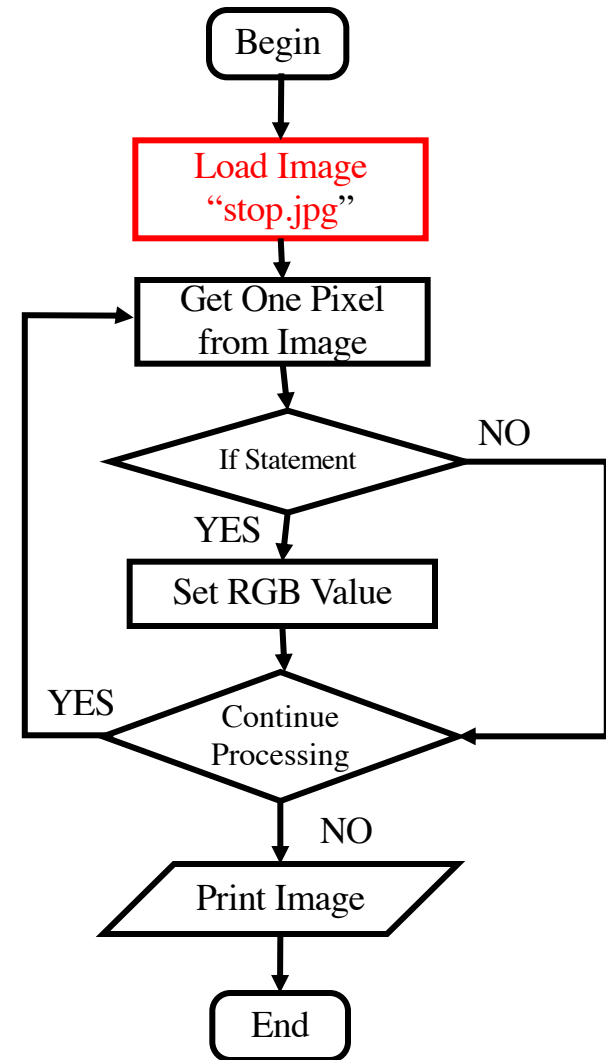 Begin
Load Image
“stop.jpg”
Get One Pixel
from Image
NO
If Statement
YES
Set RGB Value
YES
Continue
Processing
NO
Print Image
End